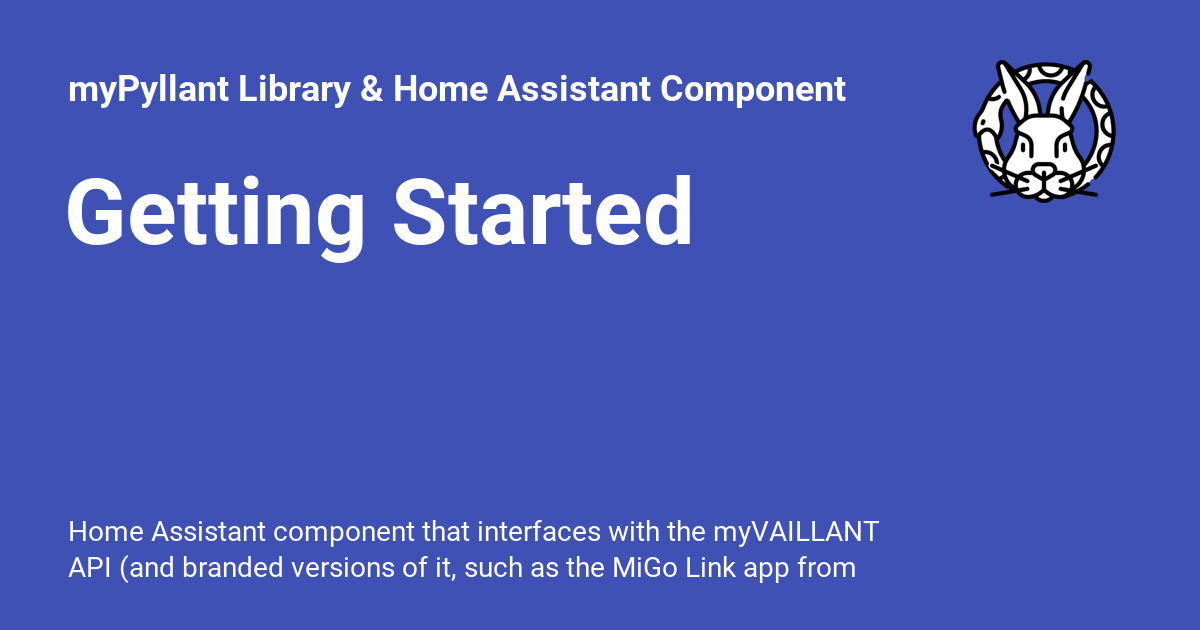 myPyllant Library & Home Assistant Component
Getting Started
Home Assistant component that interfaces with the myVAILLANT
API (and branded versions of it, such as the MiGo Link app from